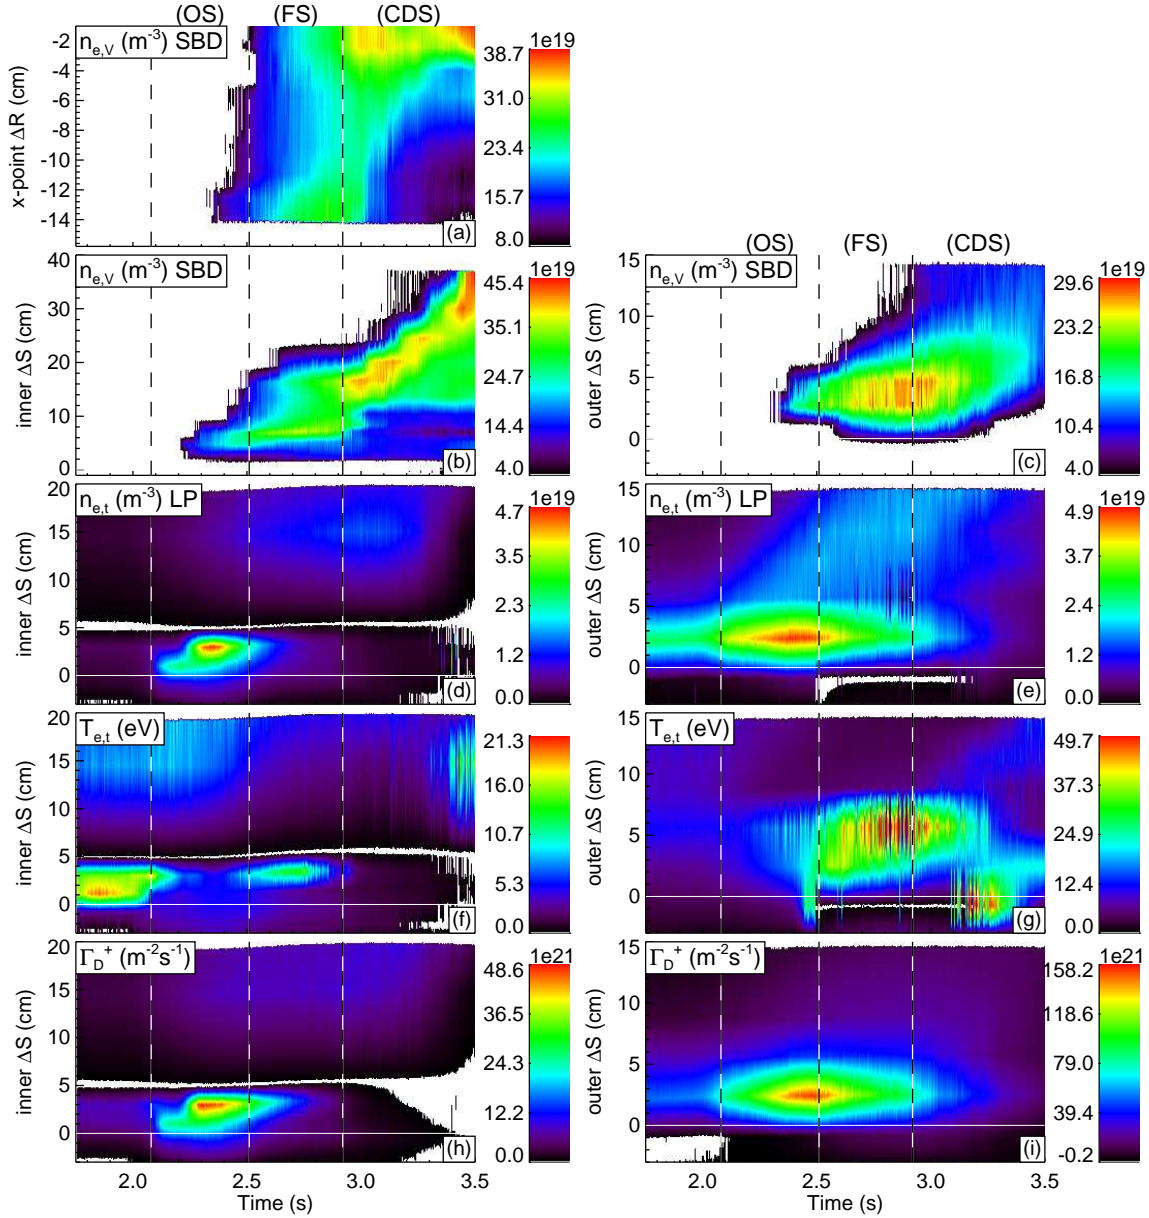 (OS) (FS) (CDS)
n_e,V (m^-3) SBD
1e19
38.7
31.0
23.4
15.7
8.0
-2
-4
-6
-8
-10
-12
-14
x-point ΔR (cm)
(a)
n_e,V (m^-3) SBD
1e19
45.4
35.1
24.7
14.4
4.0
40
30
20
10
0
inner ΔS (cm)
(b)
(OS) (FS) (CDS)
n_e,V (m^-3) SBD
1e19
29.6
23.2
16.8
10.4
4.0
15
10
5
0
outer ΔS (cm)
(c)
n_e,t (m^-3) LP
1e19
4.7
3.5
2.3
1.2
0.0
20
15
10
5
0
inner ΔS (cm)
(d)
n_e,t (m^-3) LP
1e19
4.9
3.7
2.4
1.2
0.0
15
10
5
0
outer ΔS (cm)
(e)
T_e,t (eV)
21.3
16.0
10.7
5.3
0.0
20
15
10
5
0
inner ΔS (cm)
(f)
T_e,t (eV)
49.7
37.3
24.9
12.4
0.0
15
10
5
0
outer ΔS (cm)
(g)
Γ_D^+ (m^-2s^-1)
1e21
48.6
36.5
24.3
12.2
0.0
20
15
10
5
0
inner ΔS (cm)
(h)
2.0 2.5 3.0 3.5
Time (s)
Γ_D^+ (m^-2s^-1)
1e21
158.2
118.6
79.0
39.4
-0.2
15
10
5
0
outer ΔS (cm)
(i)
2.0 2.5 3.0 3.5
Time (s)